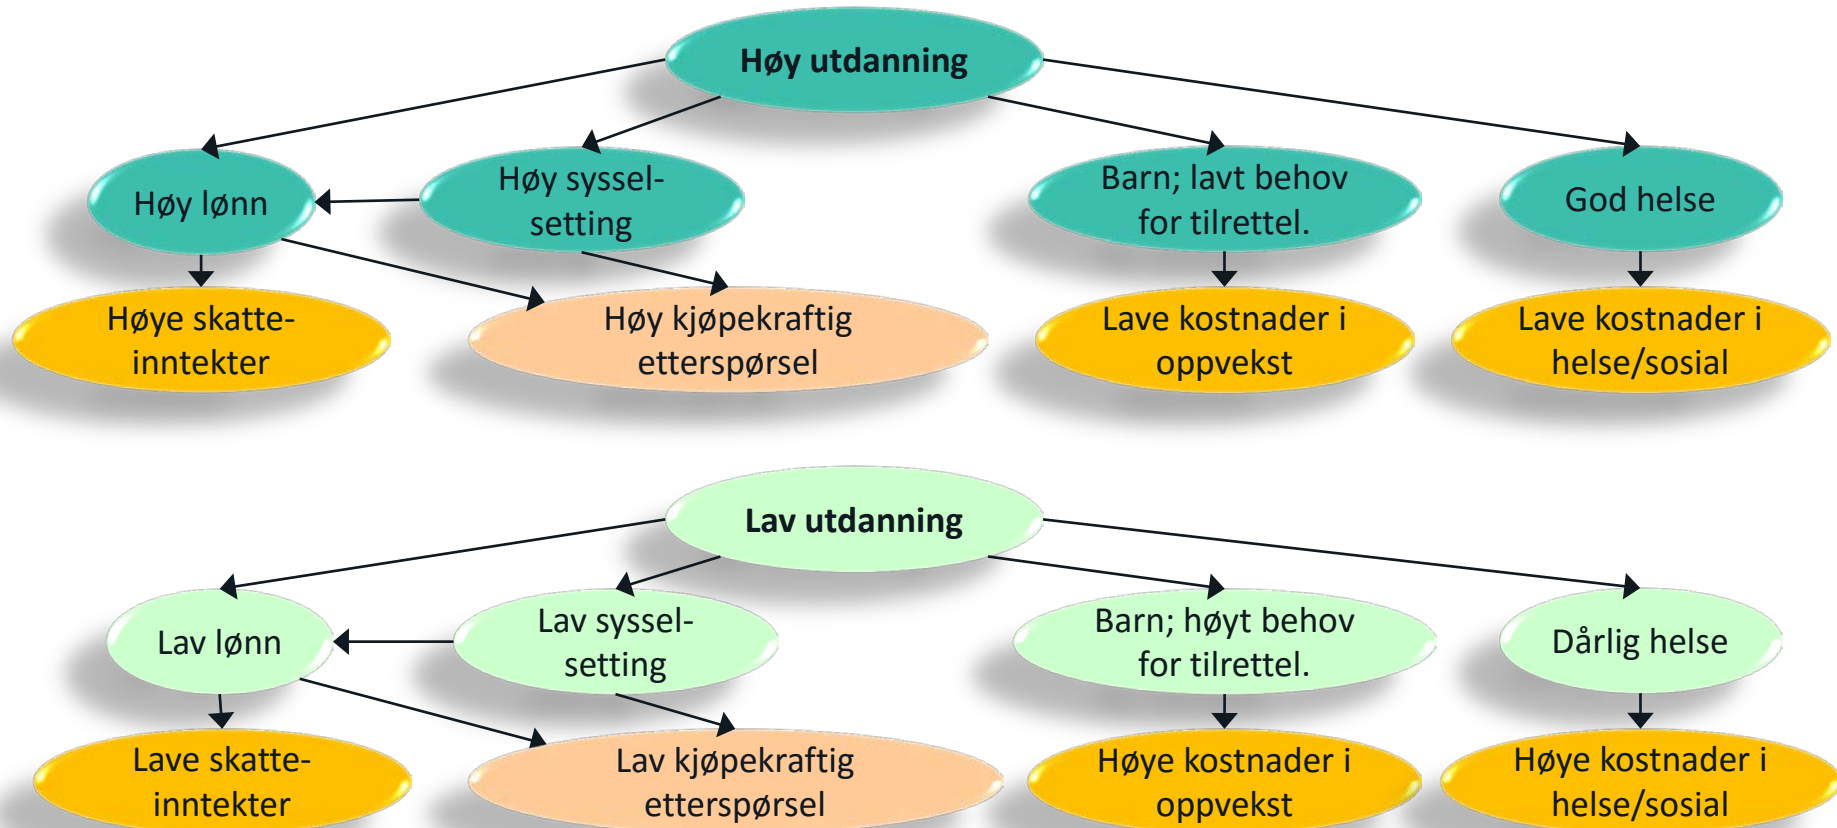 Høy utdanning
Høy lønn
Høy syssel-
setting
Barn; lavt behov
for tilrettel.
God helse
Høye skatte-
inntekter
Høy kjøpekraftig
etterspørsel
Lave kostnader i
oppvekst
Lave kostnader i
helse/sosial
Lav utdanning
Lav lønn
Lav syssel-
setting
Barn; høyt behov
for tilrettel.
Dårlig helse
Lave skatte-
inntekter
Lav kjøpekraftig
etterspørsel
Høye kostnader i
oppvekst
Høye kostnader i
helse/sosial